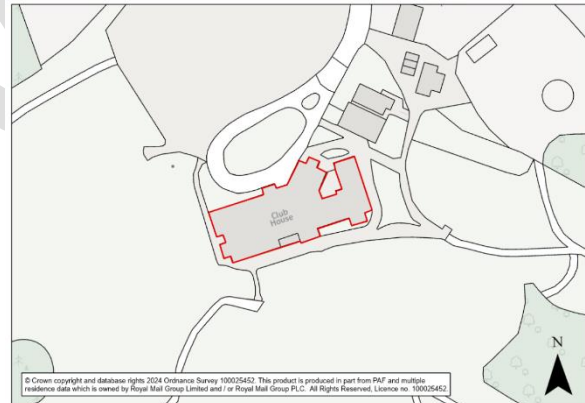 Club
House
N
© Crown copyright and database rights 2024 Ordnance Survey 100025452. This product is produced in part from PAF and multiple
residence data which is owned by Royal Mail Group Limited and / or Royal Mail Group PLC. All Rights Reserved, Licence no. 100025452.